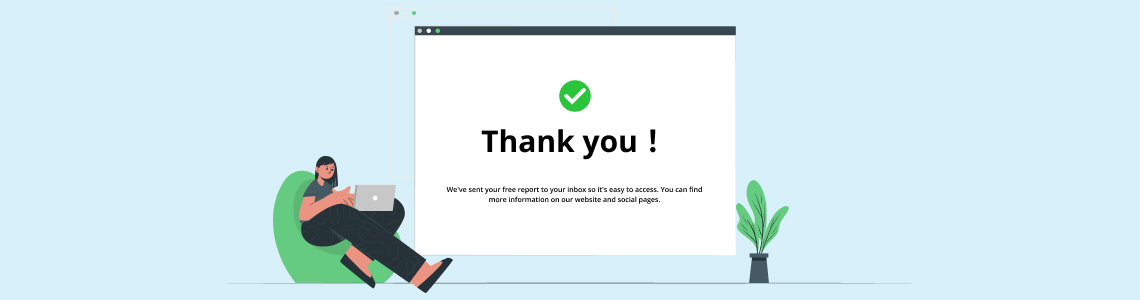 Thank you !
We've sent your free report to your inbox so it's easy to access. You can find
more information on our website and social pages.